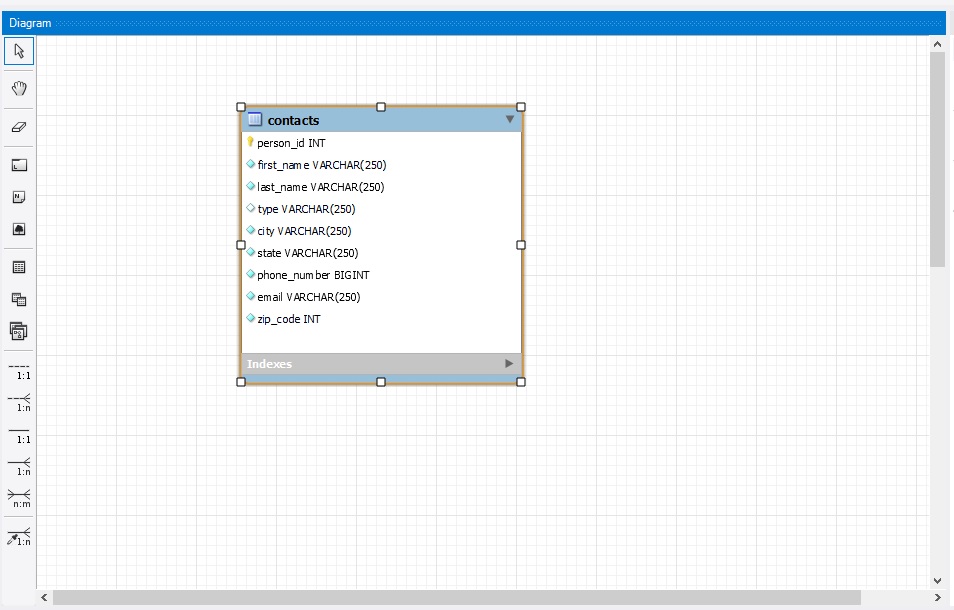 Diagram
contacts
person_id INT
first_name VARCHAR(250)
last_name VARCHAR(250)
type VARCHAR(250)
city VARCHAR(250)
state VARCHAR(250)
phone_number BIGINT
email VARCHAR(250)
zip_code INT
Indexes
1:1
1:n
1:1
1:n
n:m
1:n